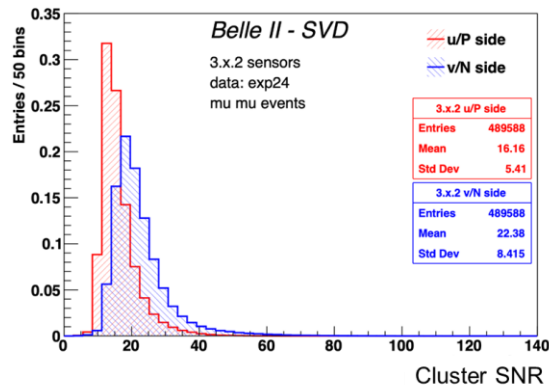 Entries / 50 bins
0.35
0.3
0.25
0.2
0.15
0.1
0.05
0
Belle II - SVD
3.x.2 sensors
data: exp24
mu mu events
u/P side
v/N side
3.x.2 u/P side
Entries 489588
Mean 16.16
Std Dev 5.41
3.x.2 v/N side
Entries 489588
Mean 22.38
Std Dev 8.415
0 20 40 60 80 100 120 140
Cluster SNR